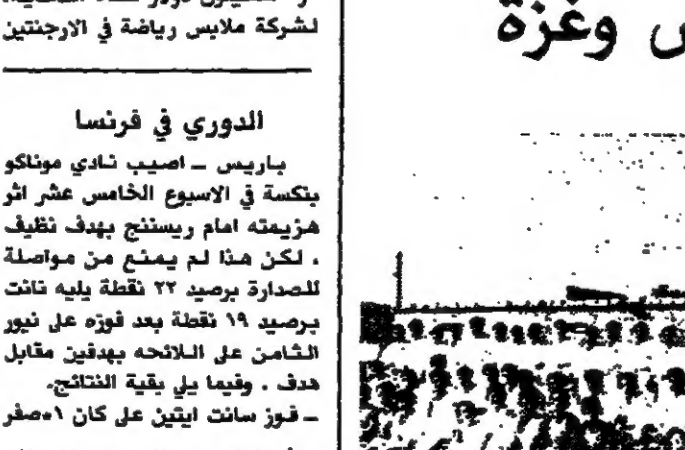 لشركة ملابس رياضة في الارجنتين
الدوري في فرنسا
باريس – اصيب نادي موناكو
بنكسة في الاسبوع الخامس عشر اثر
هزيمته امام ريسنج بهدف نظيف
، لكن هذا لم يمنع من مواصلة
للصدارة برصيد ٢٢ نقطة يليه نانت
برصيد ١٩ نقطة بعد فوزه على نيور
الثامن على اللائحه بهدفين مقابل
هدف . وفيما يلي بقية النتائج.
– فوز سانت ايتين على كان ١*صفر
وغزة